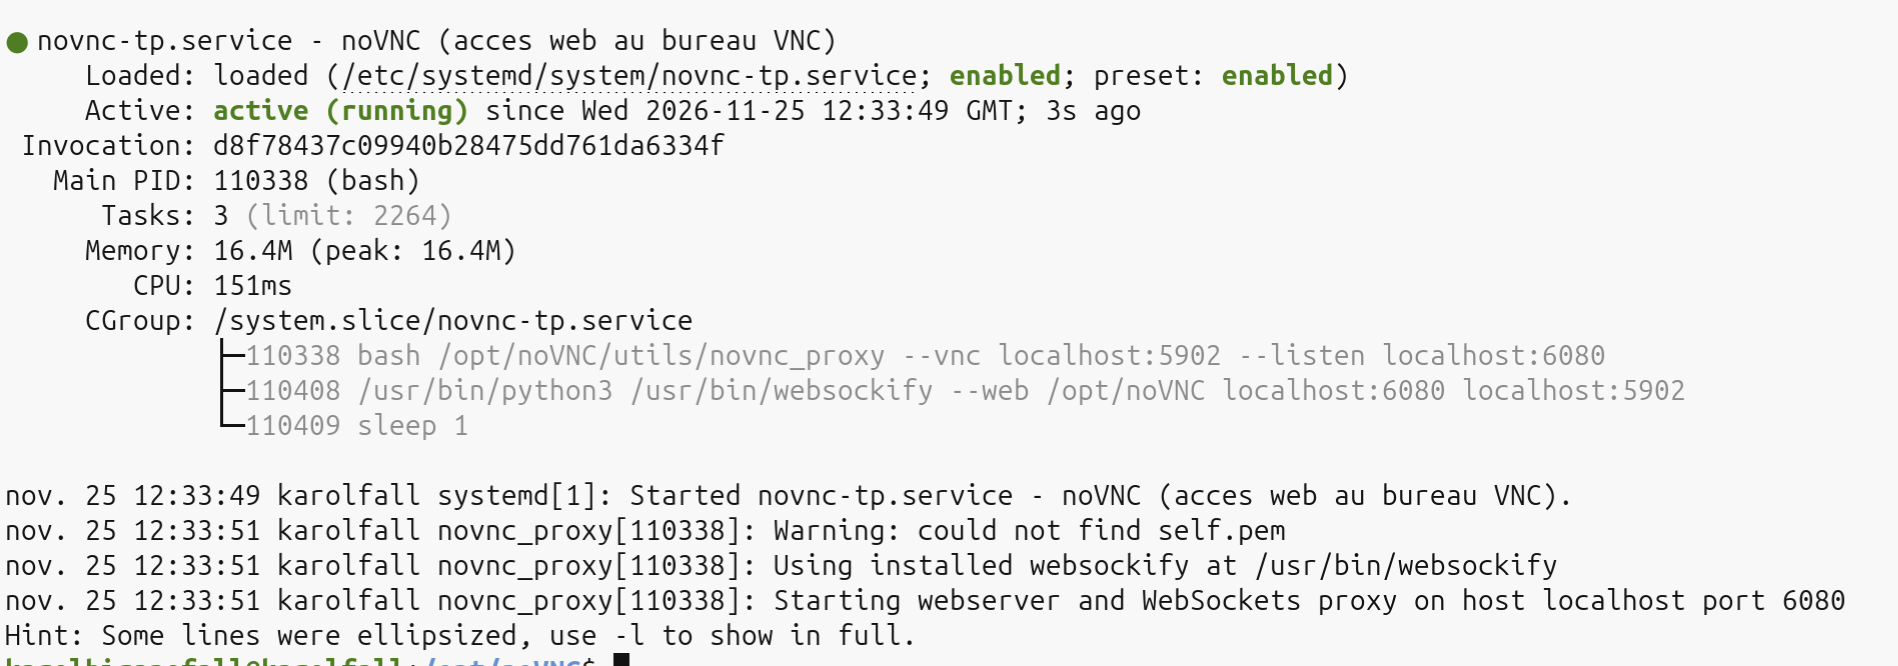 ● novnc-tp.service - noVNC (acces web au bureau VNC)
Loaded: loaded (/etc/systemd/system/novnc-tp.service; enabled; preset: enabled)
Active: active (running) since Wed 2026-11-25 12:33:49 GMT; 3s ago
Invocation: d8f78437c09940b28475dd761da6334f
Main PID: 110338 (bash)
Tasks: 3 (limit: 2264)
Memory: 16.4M (peak: 16.4M)
CPU: 151ms
CGroup: /system.slice/novnc-tp.service
├─110338 bash /opt/noVNC/utils/novnc_proxy --vnc localhost:5902 --listen localhost:6080
├─110408 /usr/bin/python3 /usr/bin/websockify --web /opt/noVNC localhost:6080 localhost:5902
└─110409 sleep 1
nov. 25 12:33:49 karolfall systemd[1]: Started novnc-tp.service - noVNC (acces web au bureau VNC).
nov. 25 12:33:51 karolfall novnc_proxy[110338]: Warning: could not find self.pem
nov. 25 12:33:51 karolfall novnc_proxy[110338]: Using installed websockify at /usr/bin/websockify
nov. 25 12:33:51 karolfall novnc_proxy[110338]: Starting webserver and WebSockets proxy on host localhost port 6080
Hint: Some lines were ellipsized, use -l to show in full.